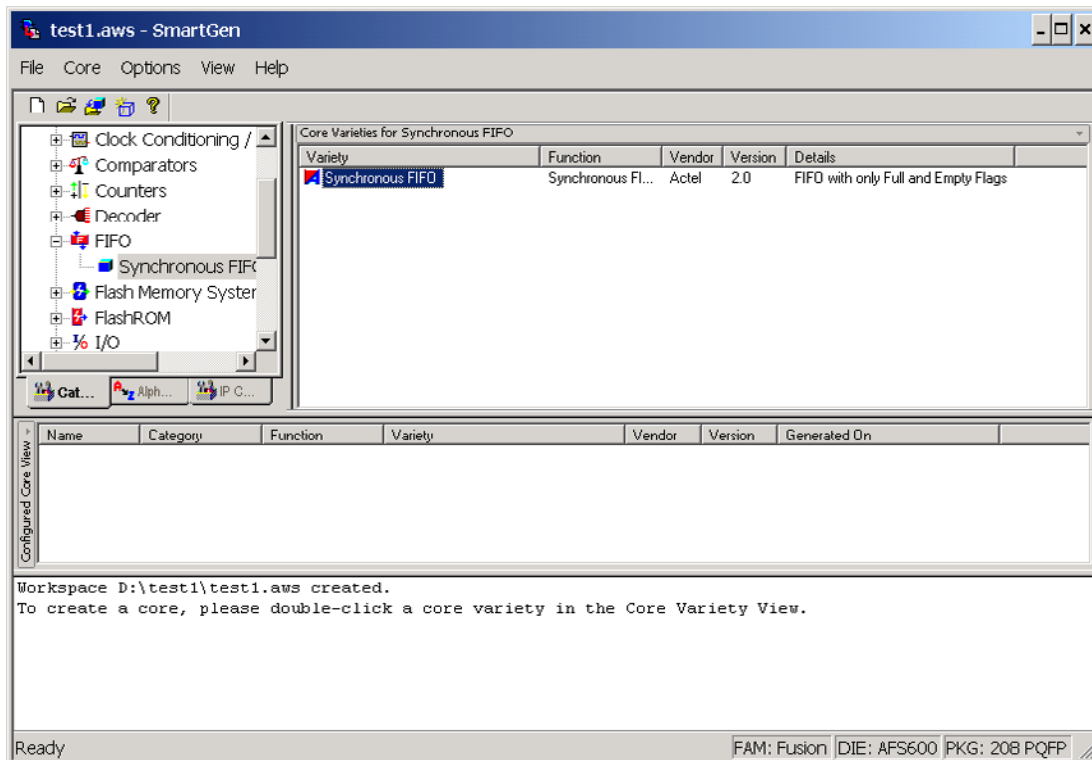 test1.aws - SmartGen
File Core Options View Help
Clock Conditioning /
Comparators
Counters
Decoder
FIFO
Synchronous FIF
Flash Memory Syster
FlashROM
I/O
Cat... Alph... IP C...
Core Varieties for Synchronous FIFO
Variety Function Vendor Version Details
Synchronous FIFO Synchronous FI... Actel 2.0 FIFO with only Full and Empty Flags
Configured Core View
Name Category Function Variety Vendor Version Generated On
Workspace D:\test1\test1.aws created.
To create a core, please double-click a core variety in the Core Variety View.
Ready FAM: Fusion DIE: AFS600 PKG: 208 PQFP